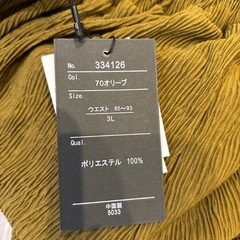 No. 334126
Col.
70オリーブ
Size.
ウエスト 85〜93
3L
Qual.
ポリエステル 100%
中国製
5033